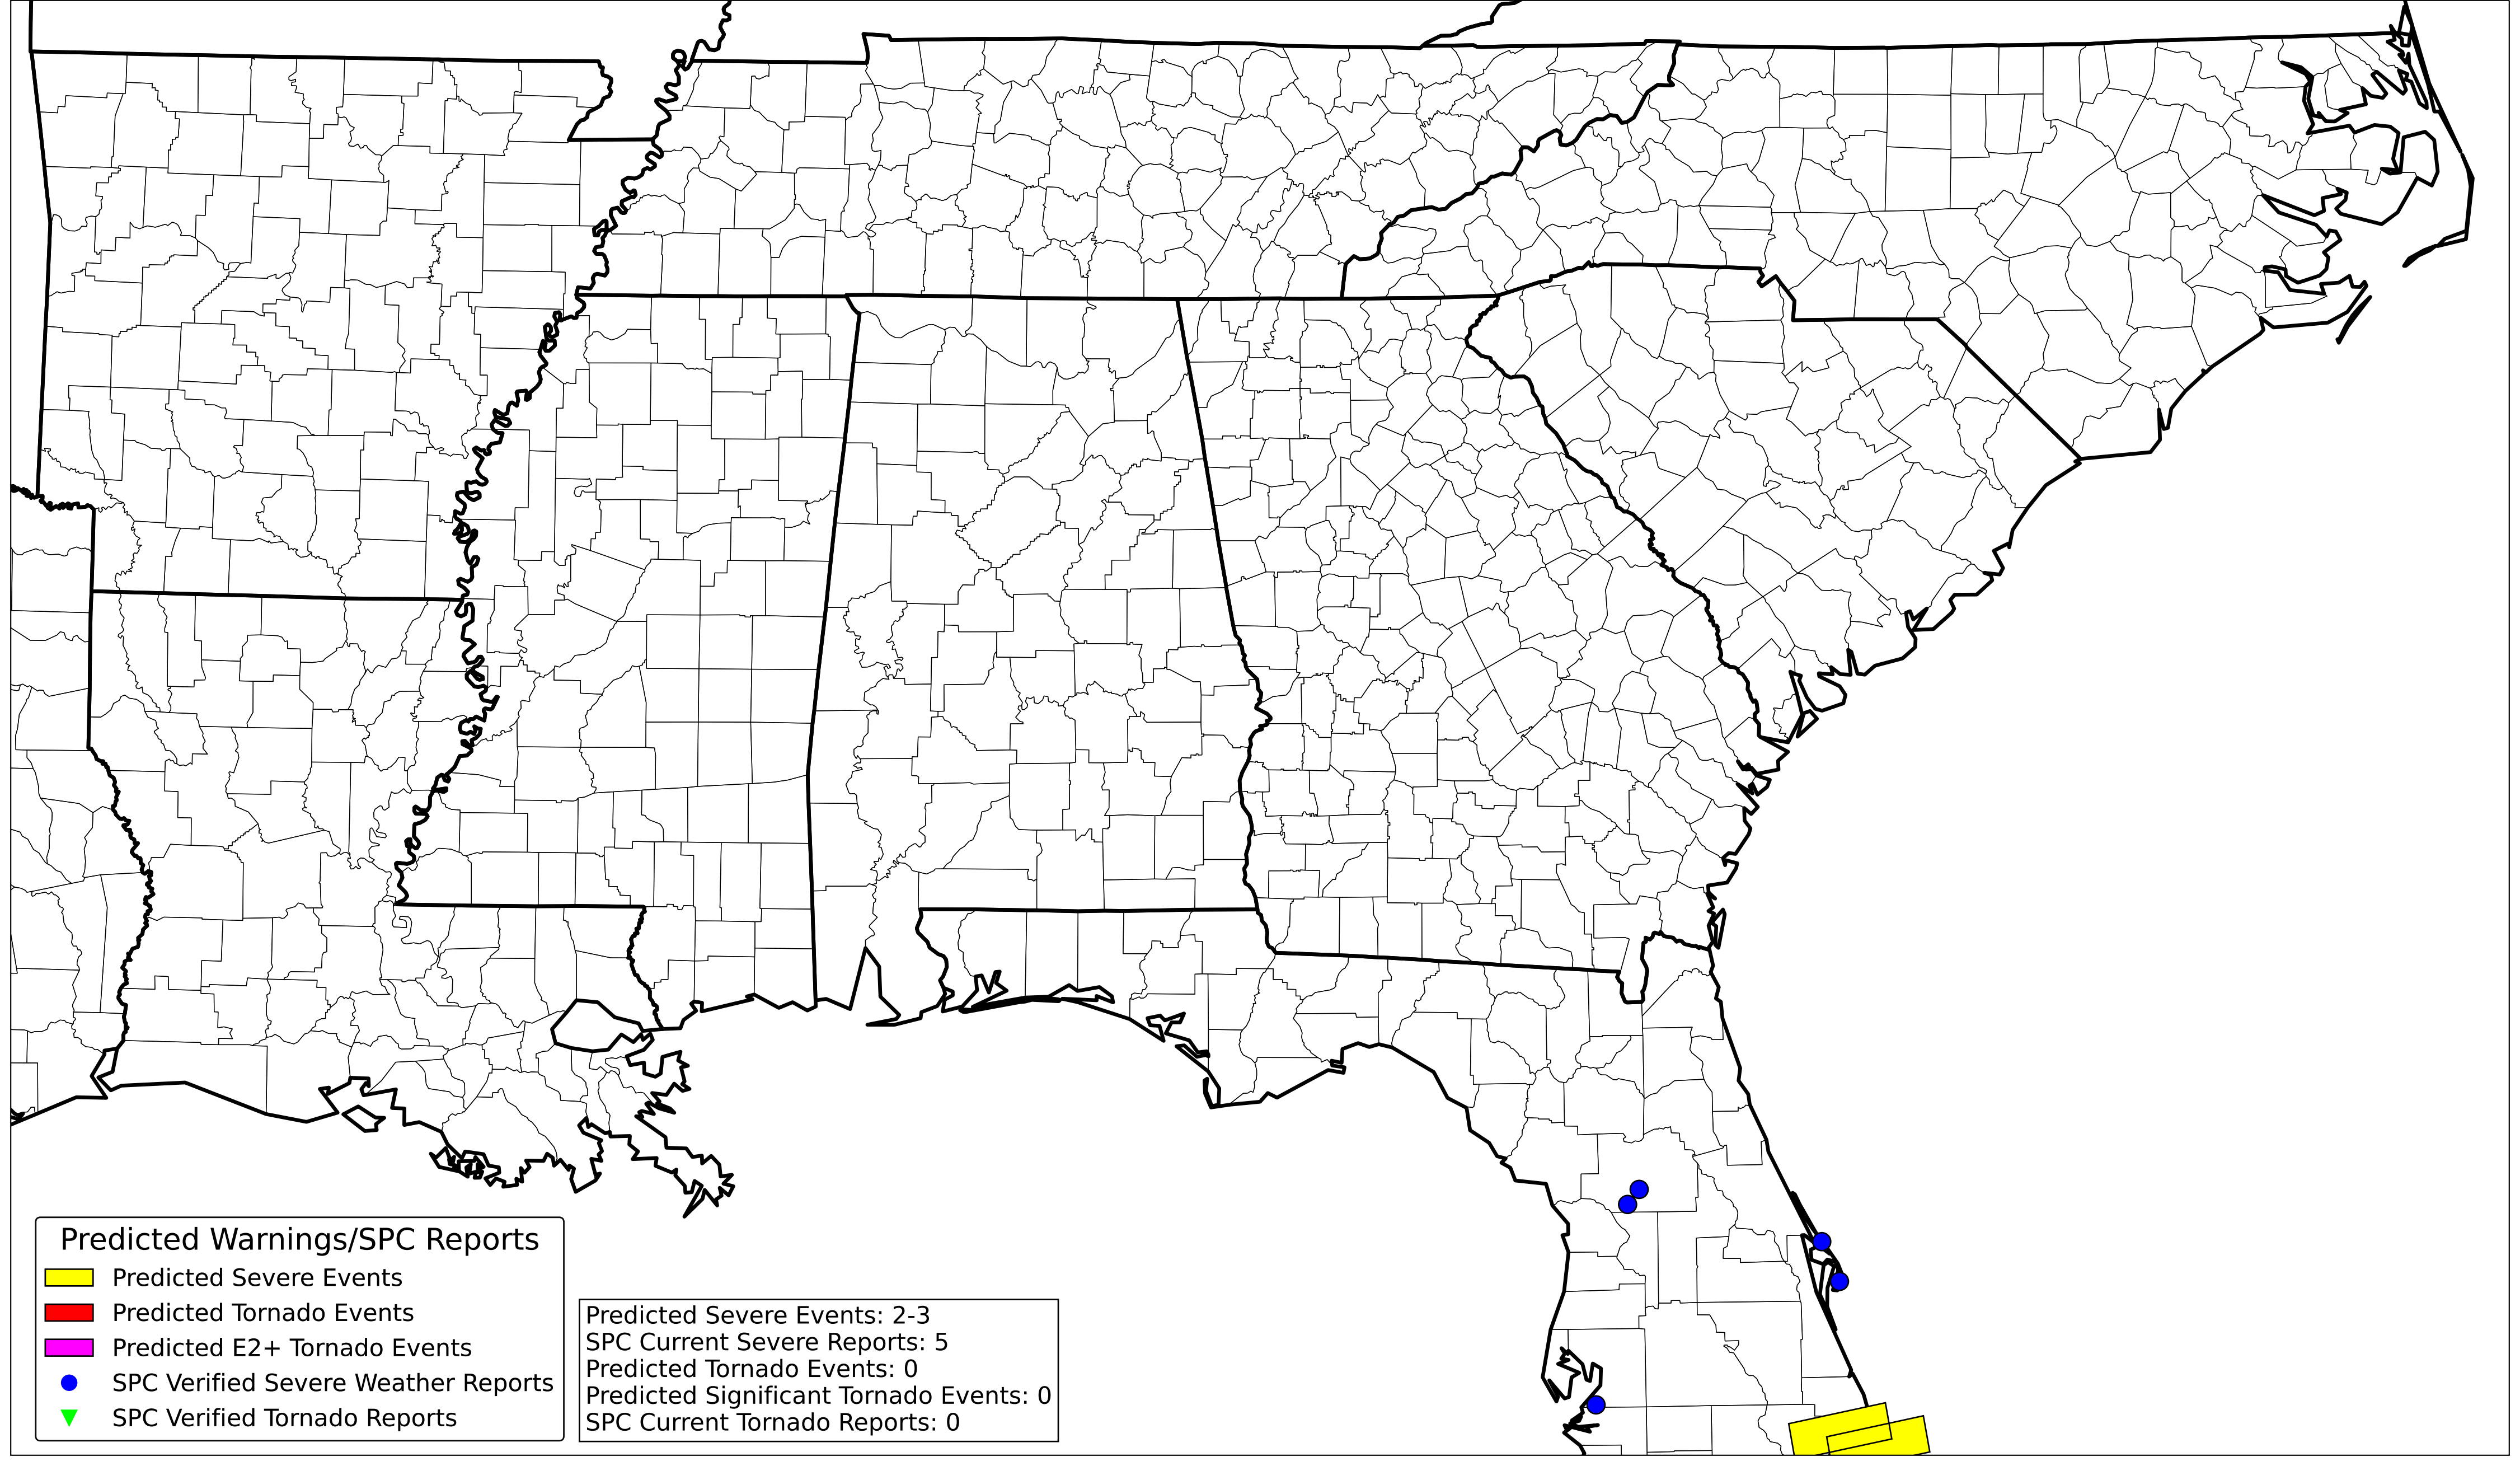 Predicted Warnings/SPC Reports
Predicted Severe Events
Predicted Tornado Events
Predicted E2+ Tornado Events
SPC Verified Severe Weather Reports
SPC Verified Tornado Reports
Predicted Severe Events: 2-3
SPC Current Severe Reports: 5
Predicted Tornado Events: 0
Predicted Significant Tornado Events: 0
SPC Current Tornado Reports: 0